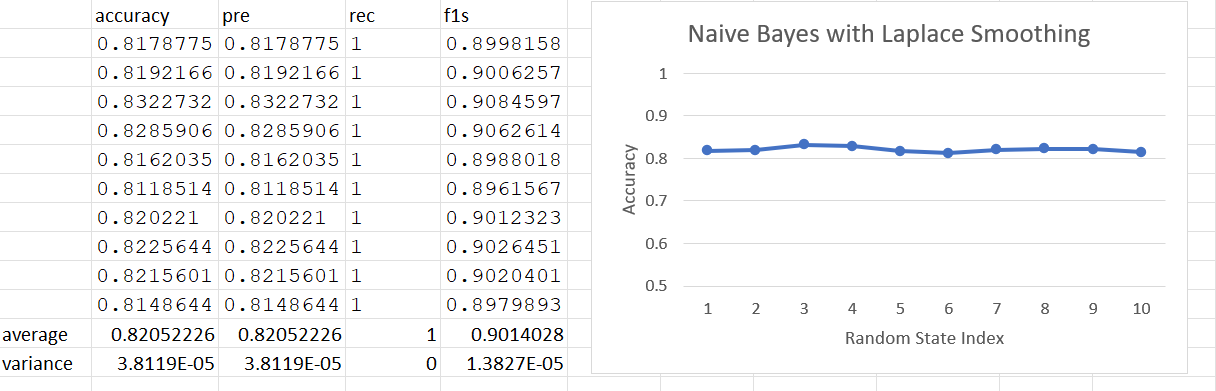 accuracy pre rec f1s
0.8178775 0.8178775 1 0.8998158
0.8192166 0.8192166 1 0.9006257
0.8322732 0.8322732 1 0.9084597
0.8285906 0.8285906 1 0.9062614
0.8162035 0.8162035 1 0.8988018
0.8118514 0.8118514 1 0.8961567
0.820221 0.820221 1 0.9012323
0.8225644 0.8225644 1 0.9026451
0.8215601 0.8215601 1 0.9020401
0.8148644 0.8148644 1 0.8979893
average 0.82052226 0.82052226 1 0.9014028
variance 3.8119E-05 3.8119E-05 0 1.3827E-05
Naive Bayes with Laplace Smoothing
Accuracy
1
0.9
0.8
0.7
0.6
0.5
1 2 3 4 5 6 7 8 9 10
Random State Index